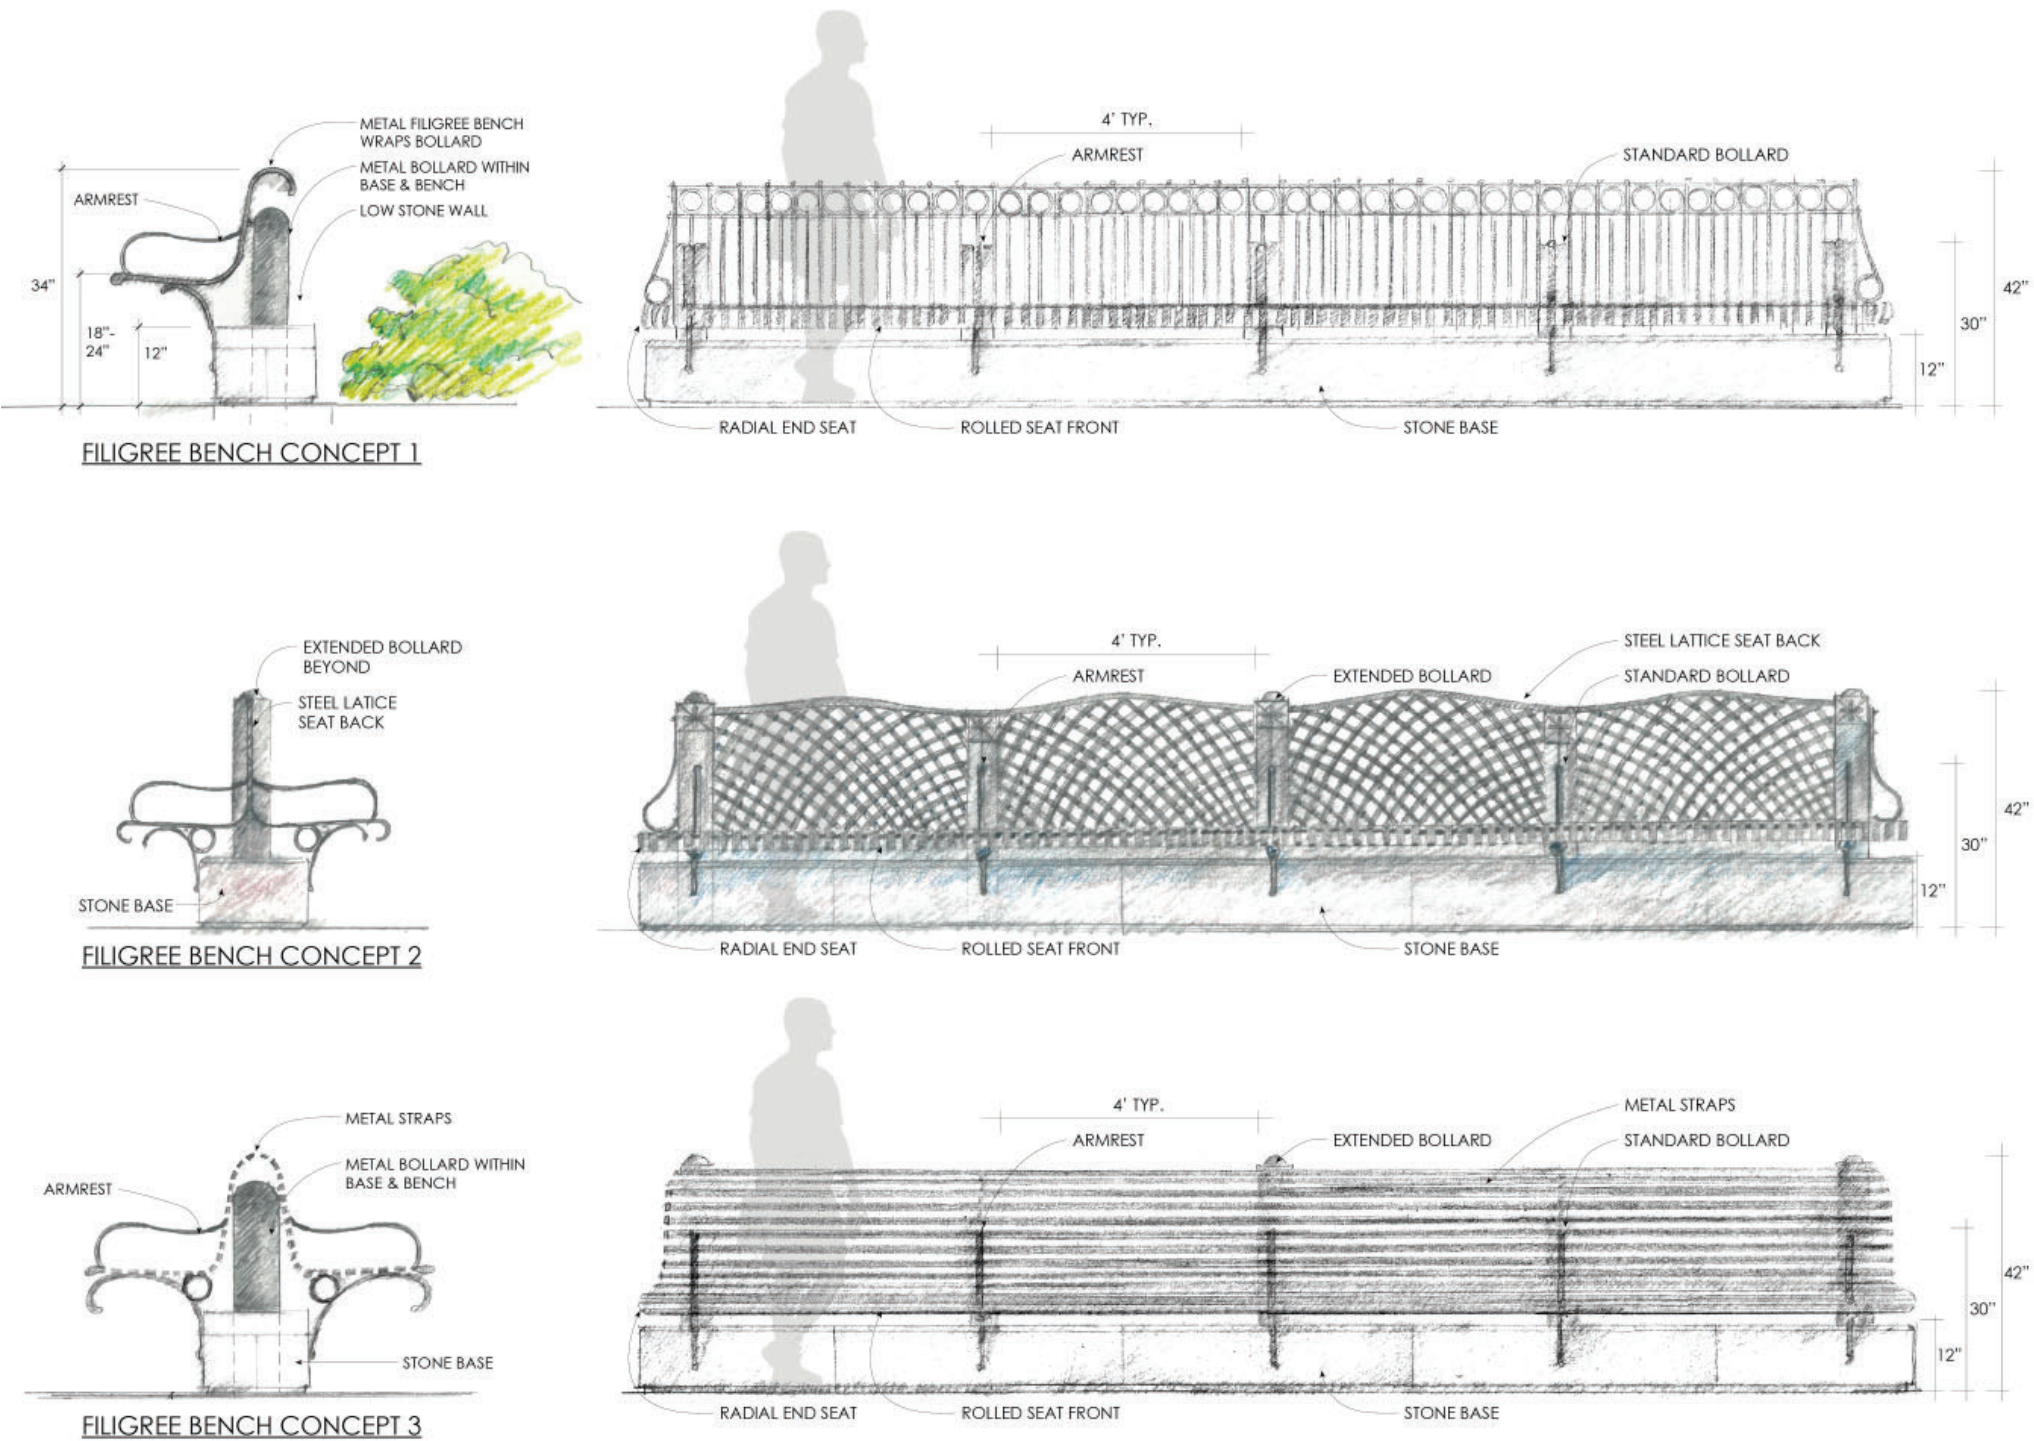 METAL FILIGREE BENCH
WRAPS BOLLARD
METAL BOLLARD WITHIN
BASE & BENCH
ARMREST
LOW STONE WALL
34"
18"-
24"
12"
FILIGREE BENCH CONCEPT 1
4' TYP.
ARMREST
STANDARD BOLLARD
42"
30"
12"
RADIAL END SEAT
ROLLED SEAT FRONT
STONE BASE
EXTENDED BOLLARD
BEYOND
STEEL LATICE
SEAT BACK
STONE BASE
FILIGREE BENCH CONCEPT 2
4' TYP.
STEEL LATTICE SEAT BACK
ARMREST
EXTENDED BOLLARD
STANDARD BOLLARD
42"
30"
12"
RADIAL END SEAT
ROLLED SEAT FRONT
STONE BASE
METAL STRAPS
METAL BOLLARD WITHIN
BASE & BENCH
ARMREST
STONE BASE
FILIGREE BENCH CONCEPT 3
4' TYP.
METAL STRAPS
ARMREST
EXTENDED BOLLARD
STANDARD BOLLARD
42"
30"
12"
RADIAL END SEAT
ROLLED SEAT FRONT
STONE BASE